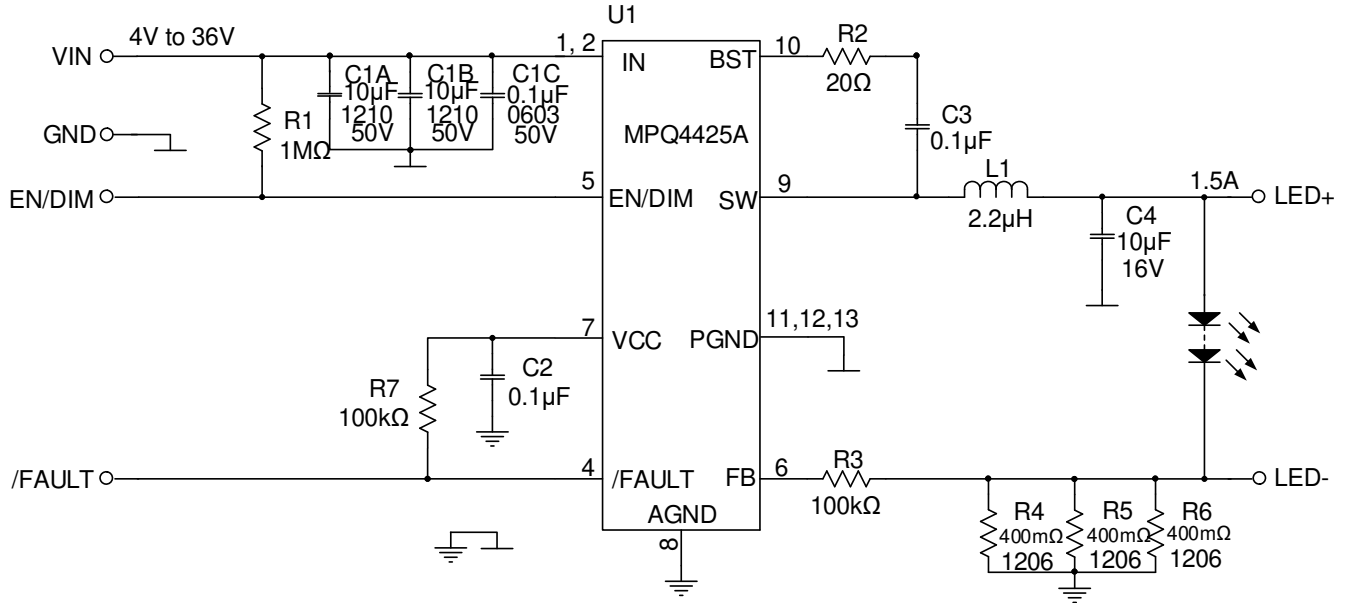 U1
VIN
4V to 36V
1, 2
IN
BST
10
R2
20Ω
C1A
10µF
1210
50V
C1B
10µF
1210
50V
C1C
0.1µF
0603
50V
R1
1MΩ
GND
MPQ4425A
C3
0.1µF
EN/DIM
5
EN/DIM
SW
9
L1
2.2µH
1.5A
LED+
C4
10µF
16V
7
VCC
PGND
11,12,13
C2
0.1µF
R7
100kΩ
/FAULT
4
/FAULT
FB
6
R3
100kΩ
LED-
R4
400mΩ
1206
R5
400mΩ
1206
R6
400mΩ
1206
AGND
8